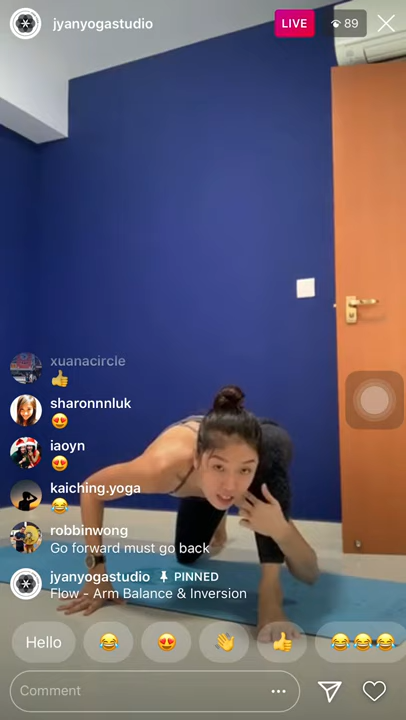 jyanyogastudio
LIVE
89
xuanacircle
👍
sharonnnluk
😍
iaoyn
😍
kaiching.yoga
😂
robbinwong
Go forward must go back
jyanyogastudio PINNED
Flow - Arm Balance & Inversion
Hello 😂 😍 👋 👍 😂😂😂
Comment